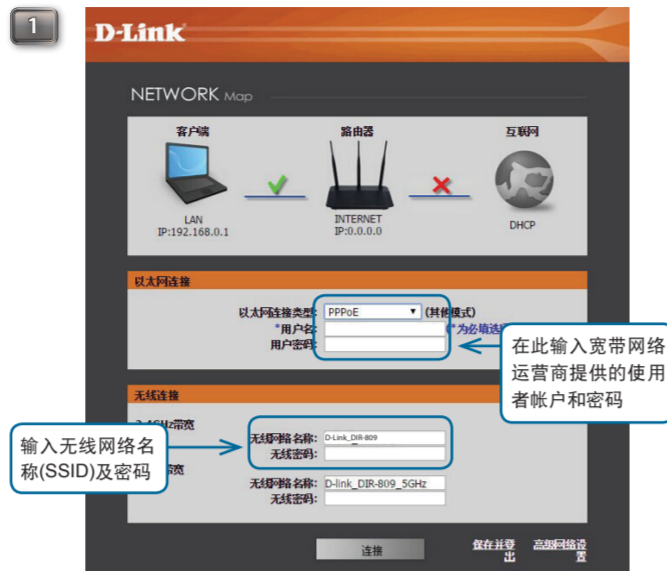 1
D-Link
NETWORK Map
客户端
路由器
互联网
LAN
IP:192.168.0.1
INTERNET
IP:0.0.0.0
DHCP
以太网连接
以太网连接类型: PPPoE (其他模式)
*用户名:
(*为必填选
用户密码:
在此输入宽带网络
运营商提供的使用
者帐户和密码
无线连接
GHz带宽
无线网络名称: D-Link_DIR-809
无线密码:
输入无线网络名
称(SSID)及密码
带宽
无线网络名称: D-link_DIR-809_5GHz
无线密码:
连接
保存并登
出
高级网络设
置